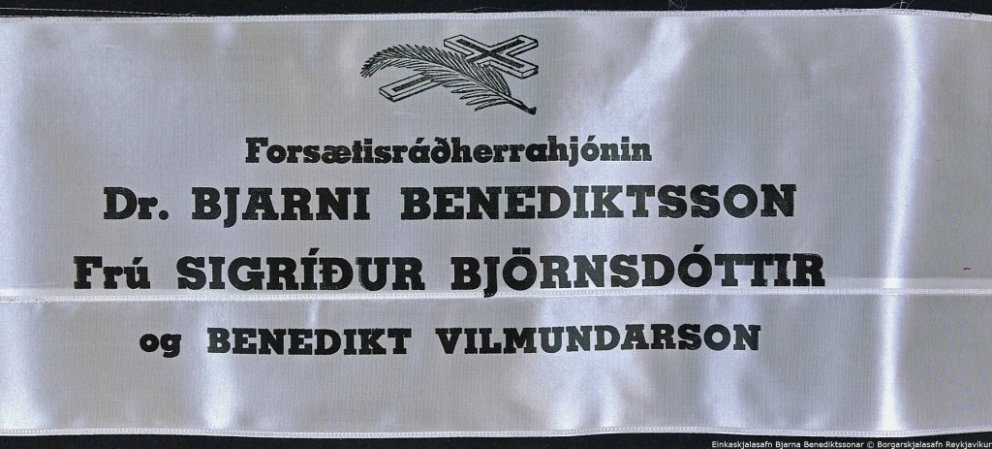 Forsætisráðherrahjónin
Dr. BJARNI BENEDIKTSSON
Frú SIGRÍÐUR BJÖRNSDÓTTIR
og BENEDIKT VILMUNDARSON
Einkaskjalasafn Bjarna Benediktssonar © Borgarskjalasafn Reykjavíkur